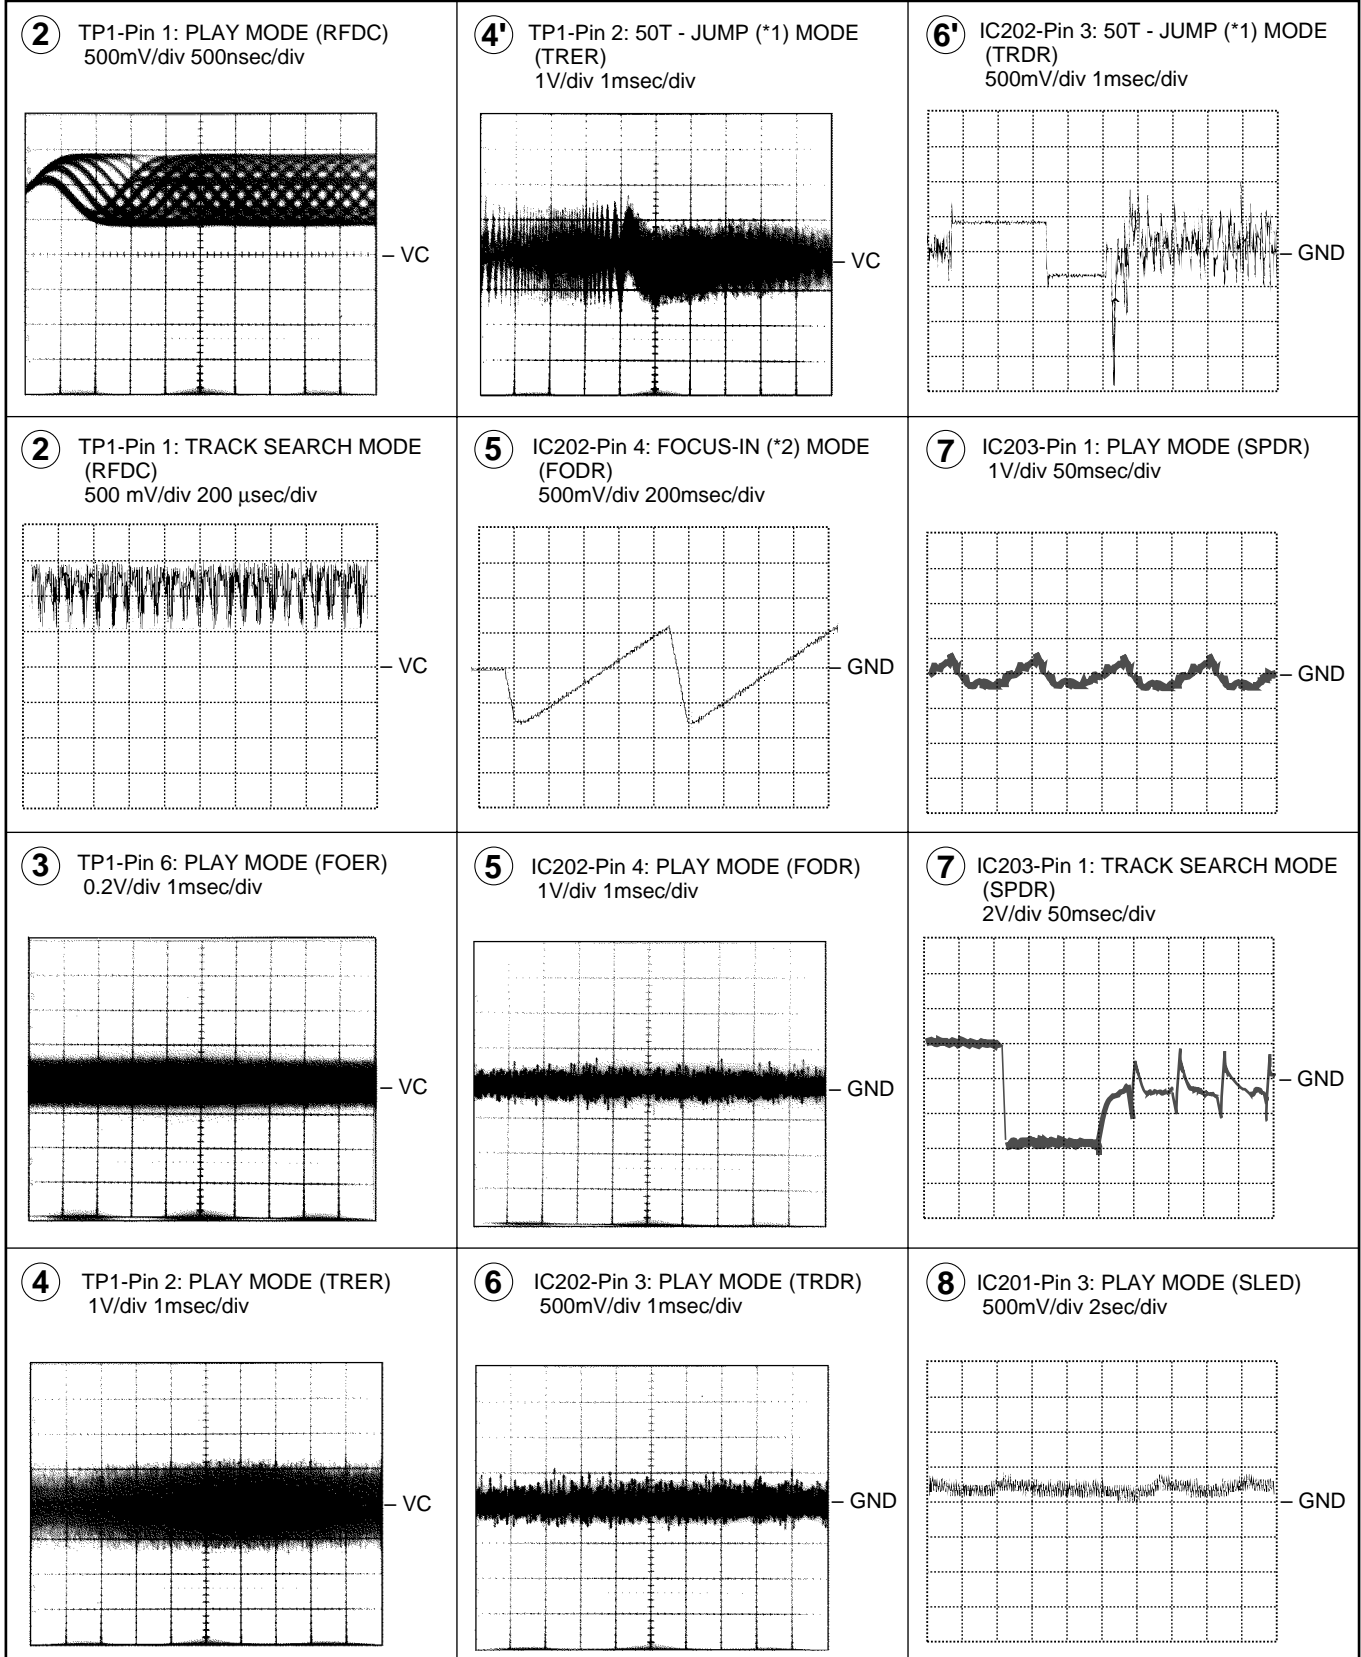 2 TP1-Pin 1: PLAY MODE (RFDC)
500mV/div 500nsec/div
– VC
4' TP1-Pin 2: 50T - JUMP (*1) MODE
(TRER)
1V/div 1msec/div
– VC
6' IC202-Pin 3: 50T - JUMP (*1) MODE
(TRDR)
500mV/div 1msec/div
– GND
2 TP1-Pin 1: TRACK SEARCH MODE
(RFDC)
500 mV/div 200 µsec/div
– VC
5 IC202-Pin 4: FOCUS-IN (*2) MODE
(FODR)
500mV/div 200msec/div
– GND
7 IC203-Pin 1: PLAY MODE (SPDR)
1V/div 50msec/div
– GND
3 TP1-Pin 6: PLAY MODE (FOER)
0.2V/div 1msec/div
– VC
5 IC202-Pin 4: PLAY MODE (FODR)
1V/div 1msec/div
– GND
7 IC203-Pin 1: TRACK SEARCH MODE
(SPDR)
2V/div 50msec/div
– GND
4 TP1-Pin 2: PLAY MODE (TRER)
1V/div 1msec/div
– VC
6 IC202-Pin 3: PLAY MODE (TRDR)
500mV/div 1msec/div
– GND
8 IC201-Pin 3: PLAY MODE (SLED)
500mV/div 2sec/div
– GND